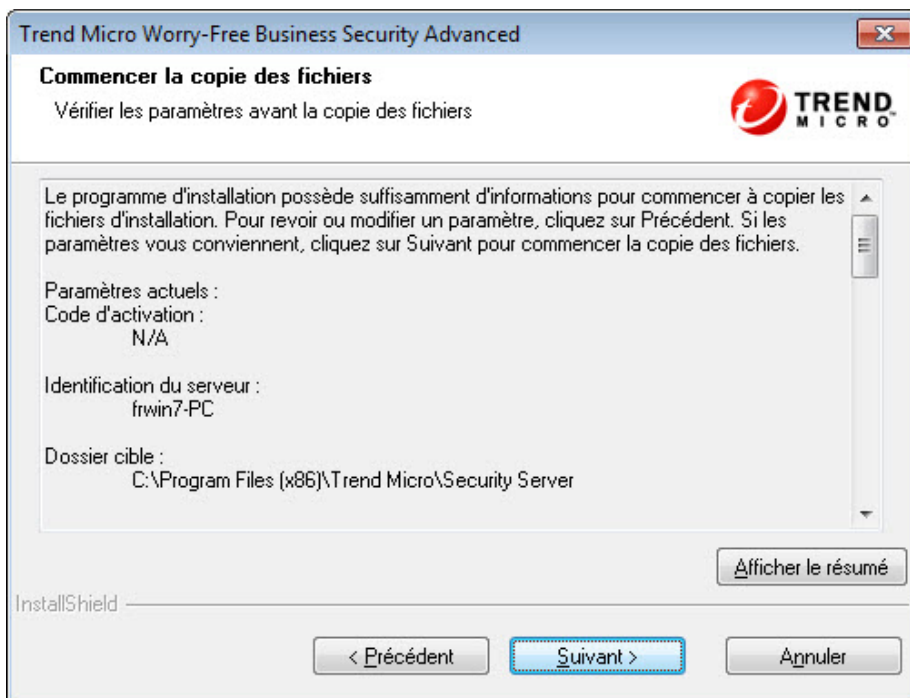 Trend Micro Worry-Free Business Security Advanced
Commencer la copie des fichiers
Vérifier les paramètres avant la copie des fichiers
TREND
MICRO™
Le programme d'installation possède suffisamment d'informations pour commencer à copier les
fichiers d'installation. Pour revoir ou modifier un paramètre, cliquez sur Précédent. Si les
paramètres vous conviennent, cliquez sur Suivant pour commencer la copie des fichiers.
Paramètres actuels :
Code d'activation :
N/A
Identification du serveur :
frwin7-PC
Dossier cible :
C:\Program Files (x86)\Trend Micro\Security Server
Afficher le résumé
InstallShield
< Précédent
Suivant >
Annuler